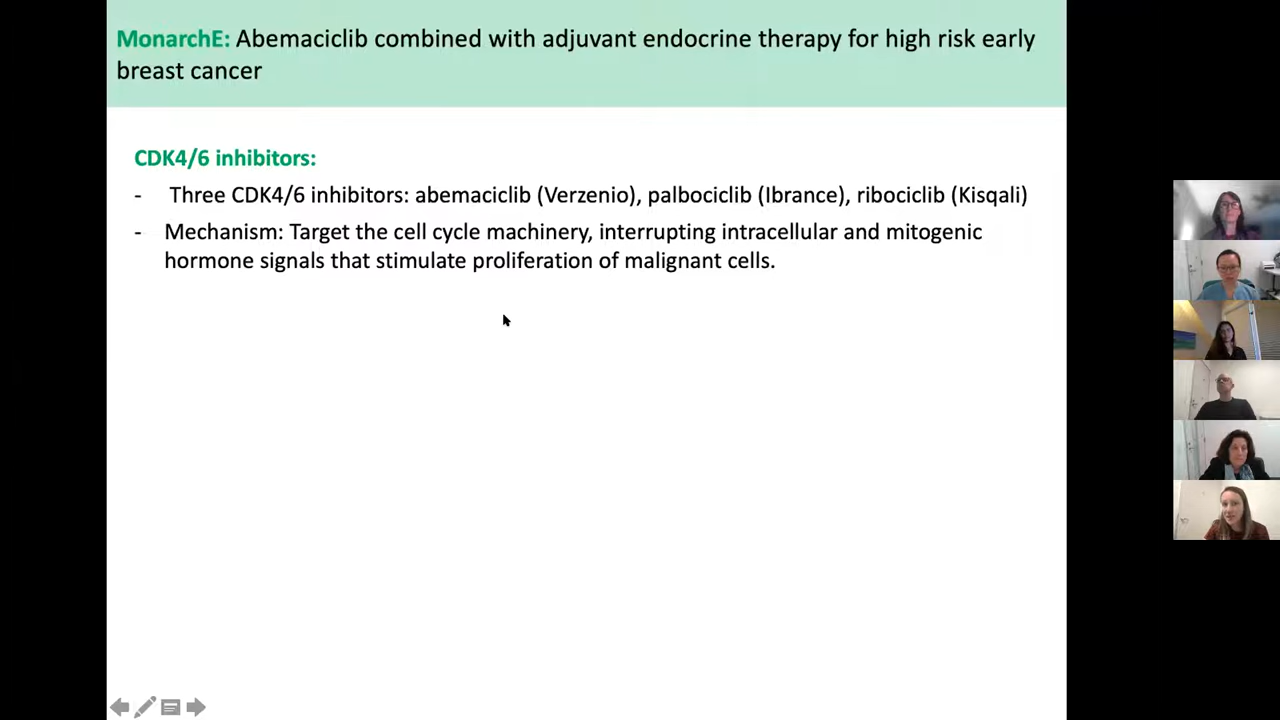 MonarchE: Abemaciclib combined with adjuvant endocrine therapy for high risk early
breast cancer
CDK4/6 inhibitors:
- Three CDK4/6 inhibitors: abemaciclib (Verzenio), palbociclib (Ibrance), ribociclib (Kisqali)
- Mechanism: Target the cell cycle machinery, interrupting intracellular and mitogenic
hormone signals that stimulate proliferation of malignant cells.